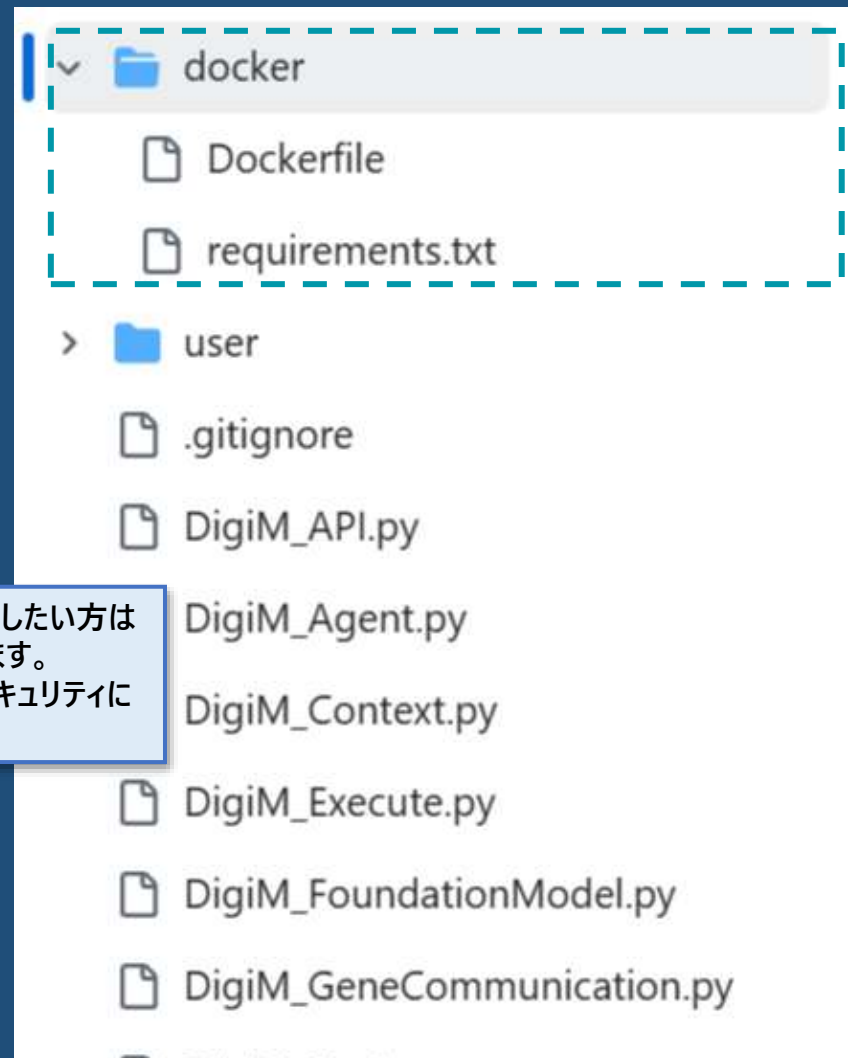 docker
Dockerfile
requirements.txt
user
.gitignore
DigiM_API.py
したい方は
ます。
キュリティに
DigiM_Agent.py
DigiM_Context.py
DigiM_Execute.py
DigiM_FoundationModel.py
DigiM_GeneCommunication.py